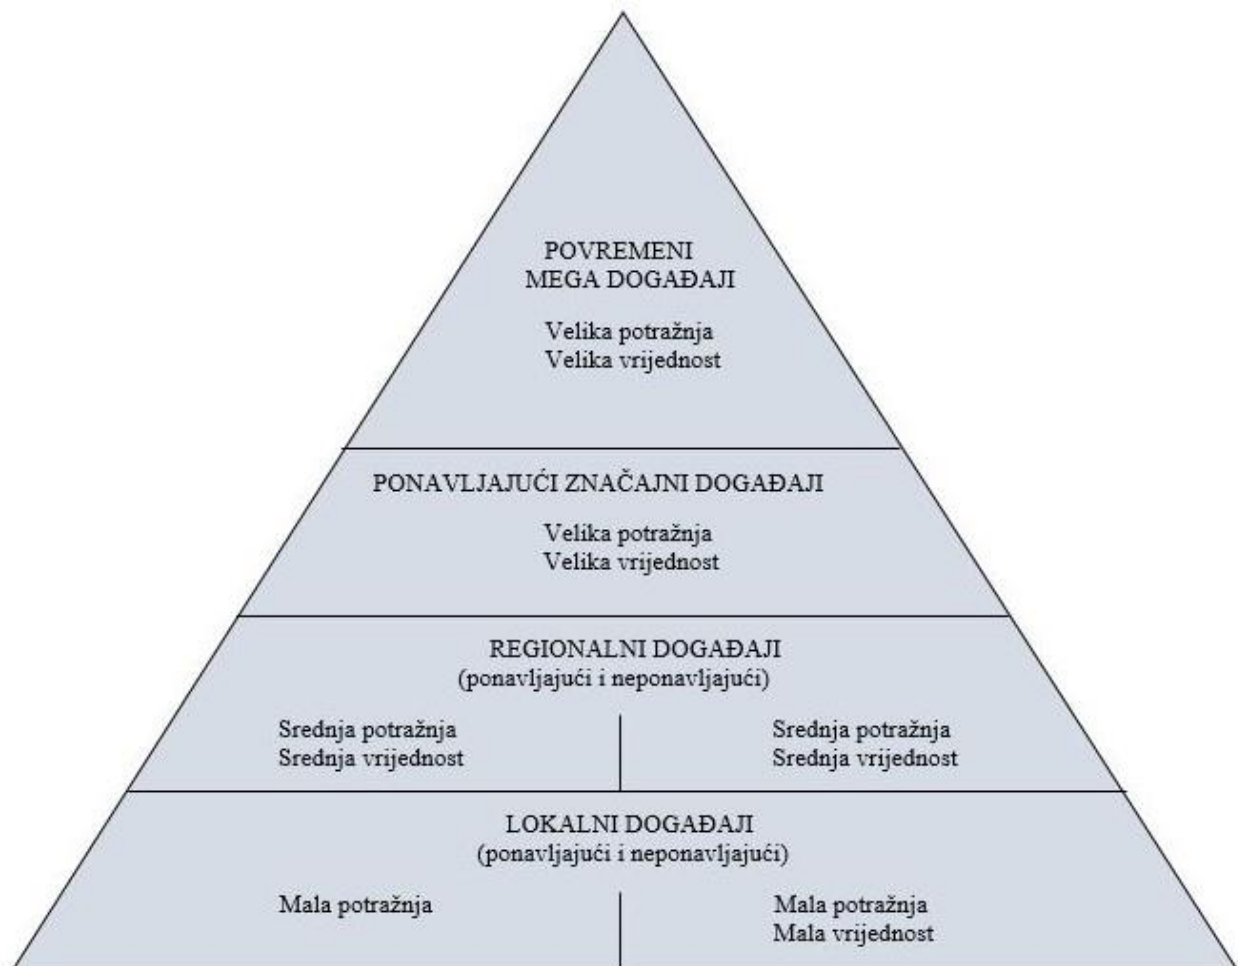 POVREMENI
MEGA DOGAĐAJI
Velika potražnja
Velika vrijednost
PONAVLJAJUĆI ZNAČAJNI DOGAĐAJI
Velika potražnja
Velika vrijednost
REGIONALNI DOGAĐAJI
(ponavljajući i neponavljajući)
Srednja potražnja
Srednja vrijednost
Srednja potražnja
Srednja vrijednost
LOKALNI DOGAĐAJI
(ponavljajući i neponavljajući)
Mala potražnja
Mala potražnja
Mala vrijednost